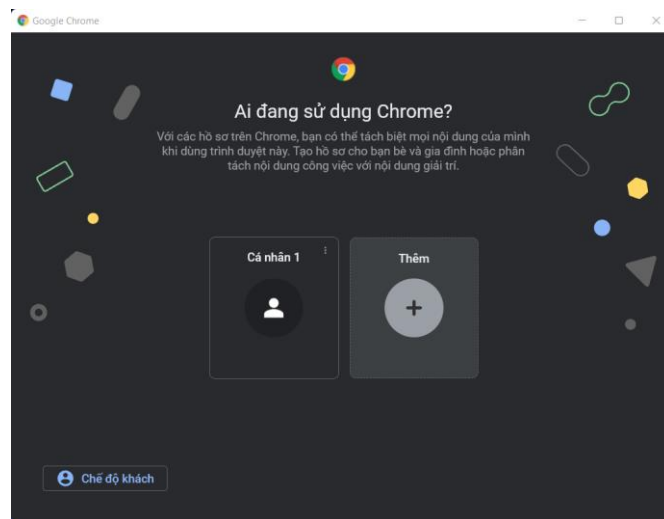 Google Chrome
Ai đang sử dụng Chrome?
Với các hồ sơ trên Chrome, bạn có thể tách biệt mọi nội dung của mình
khi dùng trình duyệt này. Tạo hồ sơ cho bạn bè và gia đình hoặc phân
tách nội dung công việc với nội dung giải trí.
Cá nhân 1
Thêm
Chế độ khách